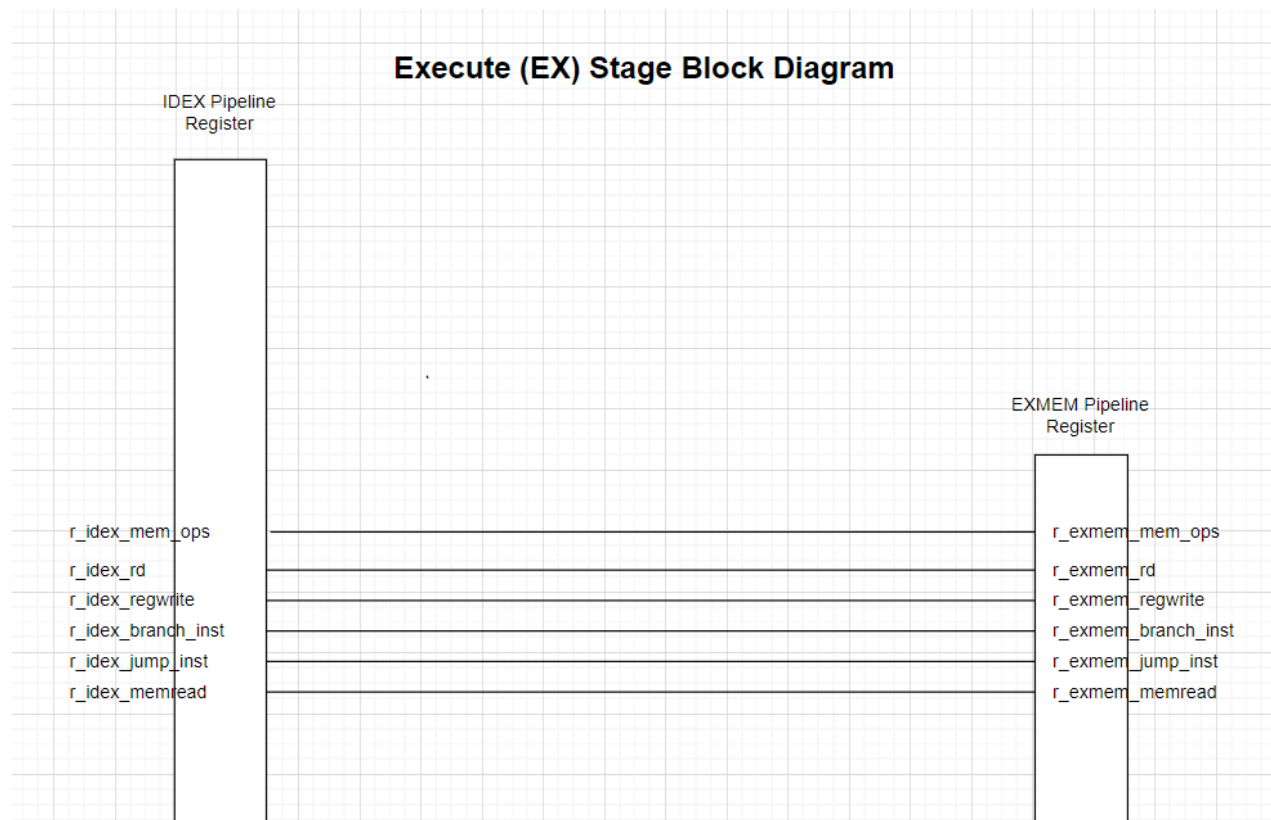 Execute (EX) Stage Block Diagram
IDEX Pipeline
Register
EXMEM Pipeline
Register
r_idex_mem_ops
r_exmem_mem_ops
r_idex_rd
r_exmem_rd
r_idex_regwrite
r_exmem_regwrite
r_idex_branch_inst
r_exmem_branch_inst
r_idex_jump_inst
r_exmem_jump_inst
r_idex_memread
r_exmem_memread